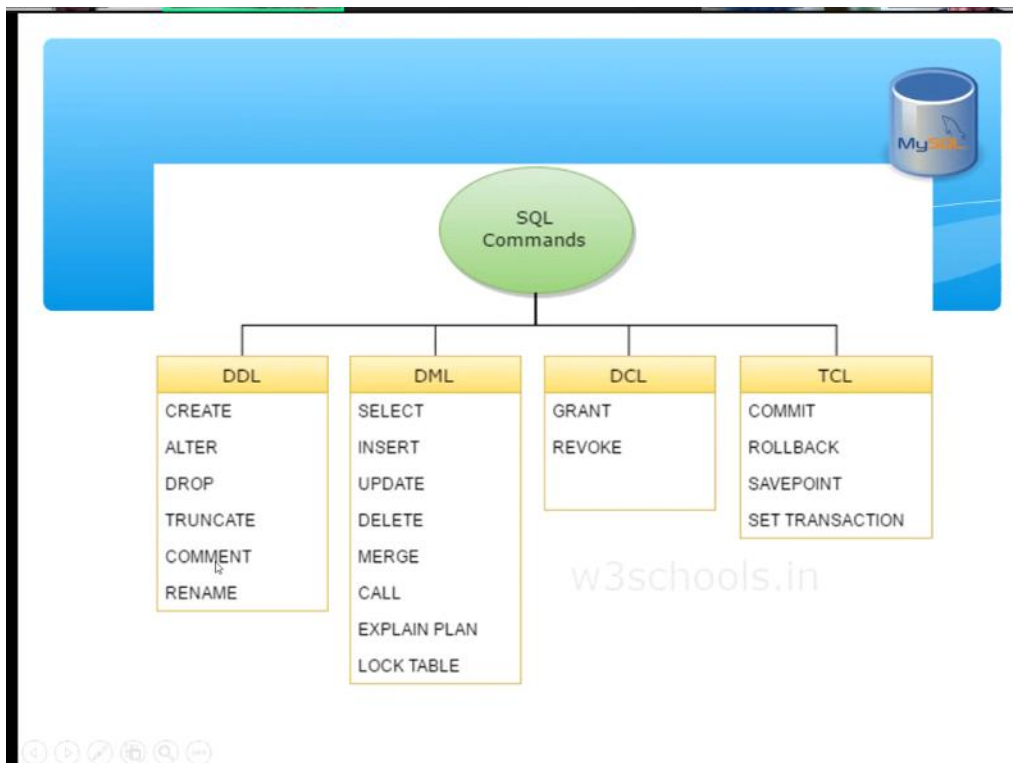 MySQL
SQL
Commands
DDL
CREATE
ALTER
DROP
TRUNCATE
COMMENT
RENAME
DML
SELECT
INSERT
UPDATE
DELETE
MERGE
CALL
EXPLAIN PLAN
LOCK TABLE
DCL
GRANT
REVOKE
TCL
COMMIT
ROLLBACK
SAVEPOINT
SET TRANSACTION
w3schools.in